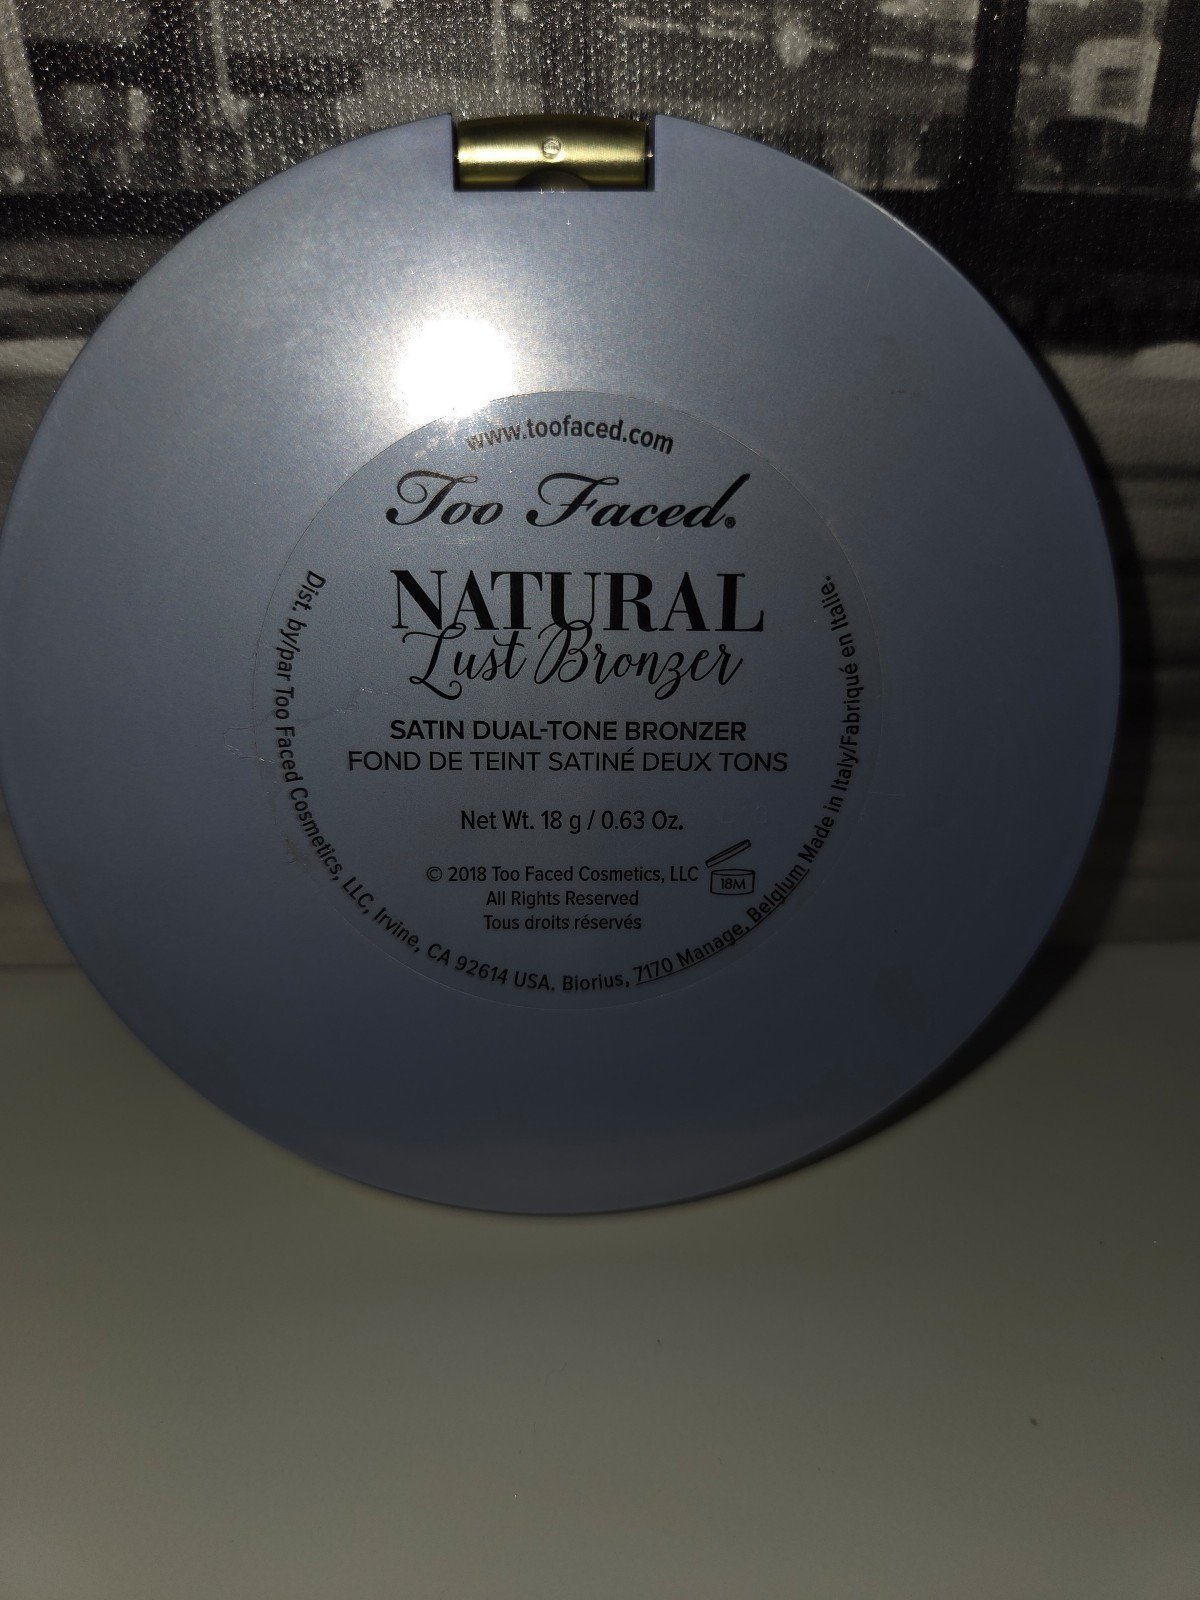 www.toofaced.com
Too Faced®
NATURAL
Lust Bronzer
SATIN DUAL-TONE BRONZER
FOND DE TEINT SATINÉ DEUX TONS
Net Wt. 18 g / 0.63 Oz.
© 2018 Too Faced Cosmetics, LLC
All Rights Reserved
Tous droits réservés
18M
Dist. by/par Too Faced Cosmetics, LLC, Irvine, CA 92614 USA. Biorius, 7170 Manage, Belgium Made in Italy/Fabriqué en Italie.